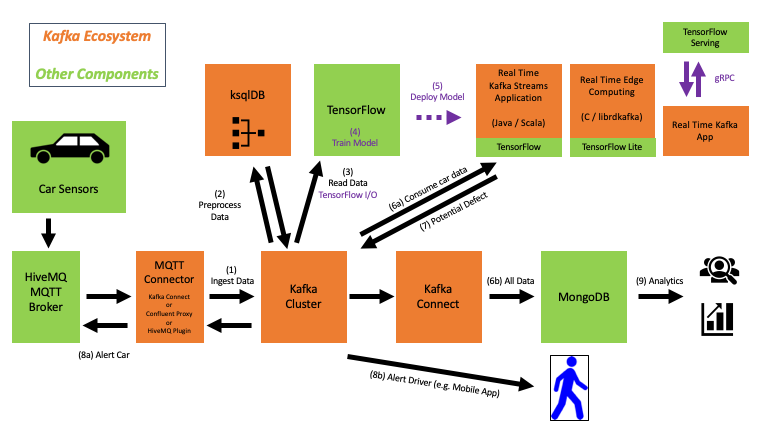 Kafka Ecosystem
Other Components
TensorFlow
Serving
gRPC
Real Time Kafka
App
ksqlDB
TensorFlow
(4)
Train Model
(5)
Deploy Model
Real Time
Kafka Streams
Application
(Java / Scala)
TensorFlow
Real Time Edge
Computing
(C / librdkafka)
TensorFlow Lite
Car Sensors
(2)
Preprocess
Data
(3)
Read Data
TensorFlow I/O
(6a) Consume car data
(7) Potential Defect
HiveMQ
MQTT
Broker
MQTT
Connector
Kafka Connect
or
Confluent Proxy
or
HiveMQ Plugin
(1)
Ingest Data
Kafka
Cluster
Kafka
Connect
(6b) All Data
MongoDB
(9) Analytics
(8a) Alert Car
(8b) Alert Driver (e.g. Mobile App)